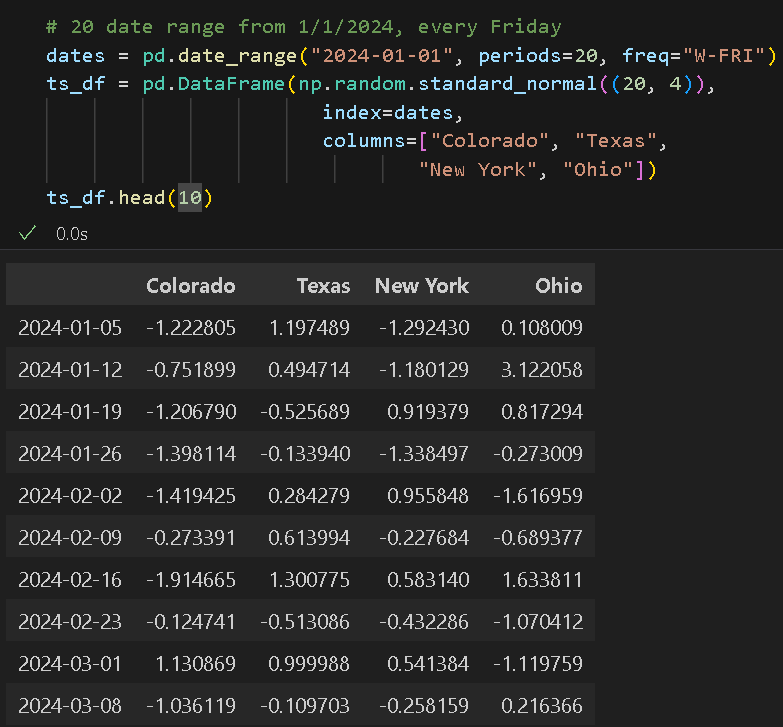 # 20 date range from 1/1/2024, every Friday
dates = pd.date_range("2024-01-01", periods=20, freq="W-FRI")
ts_df = pd.DataFrame(np.random.standard_normal((20, 4)),
index=dates,
columns=["Colorado", "Texas",
"New York", "Ohio"])
ts_df.head(10)
0.0s
Colorado Texas New York Ohio
2024-01-05 -1.222805 1.197489 -1.292430 0.108009
2024-01-12 -0.751899 0.494714 -1.180129 3.122058
2024-01-19 -1.206790 -0.525689 0.919379 0.817294
2024-01-26 -1.398114 -0.133940 -1.338497 -0.273009
2024-02-02 -1.419425 0.284279 0.955848 -1.616959
2024-02-09 -0.273391 0.613994 -0.227684 -0.689377
2024-02-16 -1.914665 1.300775 0.583140 1.633811
2024-02-23 -0.124741 -0.513086 -0.432286 -1.070412
2024-03-01 1.130869 0.999988 0.541384 -1.119759
2024-03-08 -1.036119 -0.109703 -0.258159 0.216366